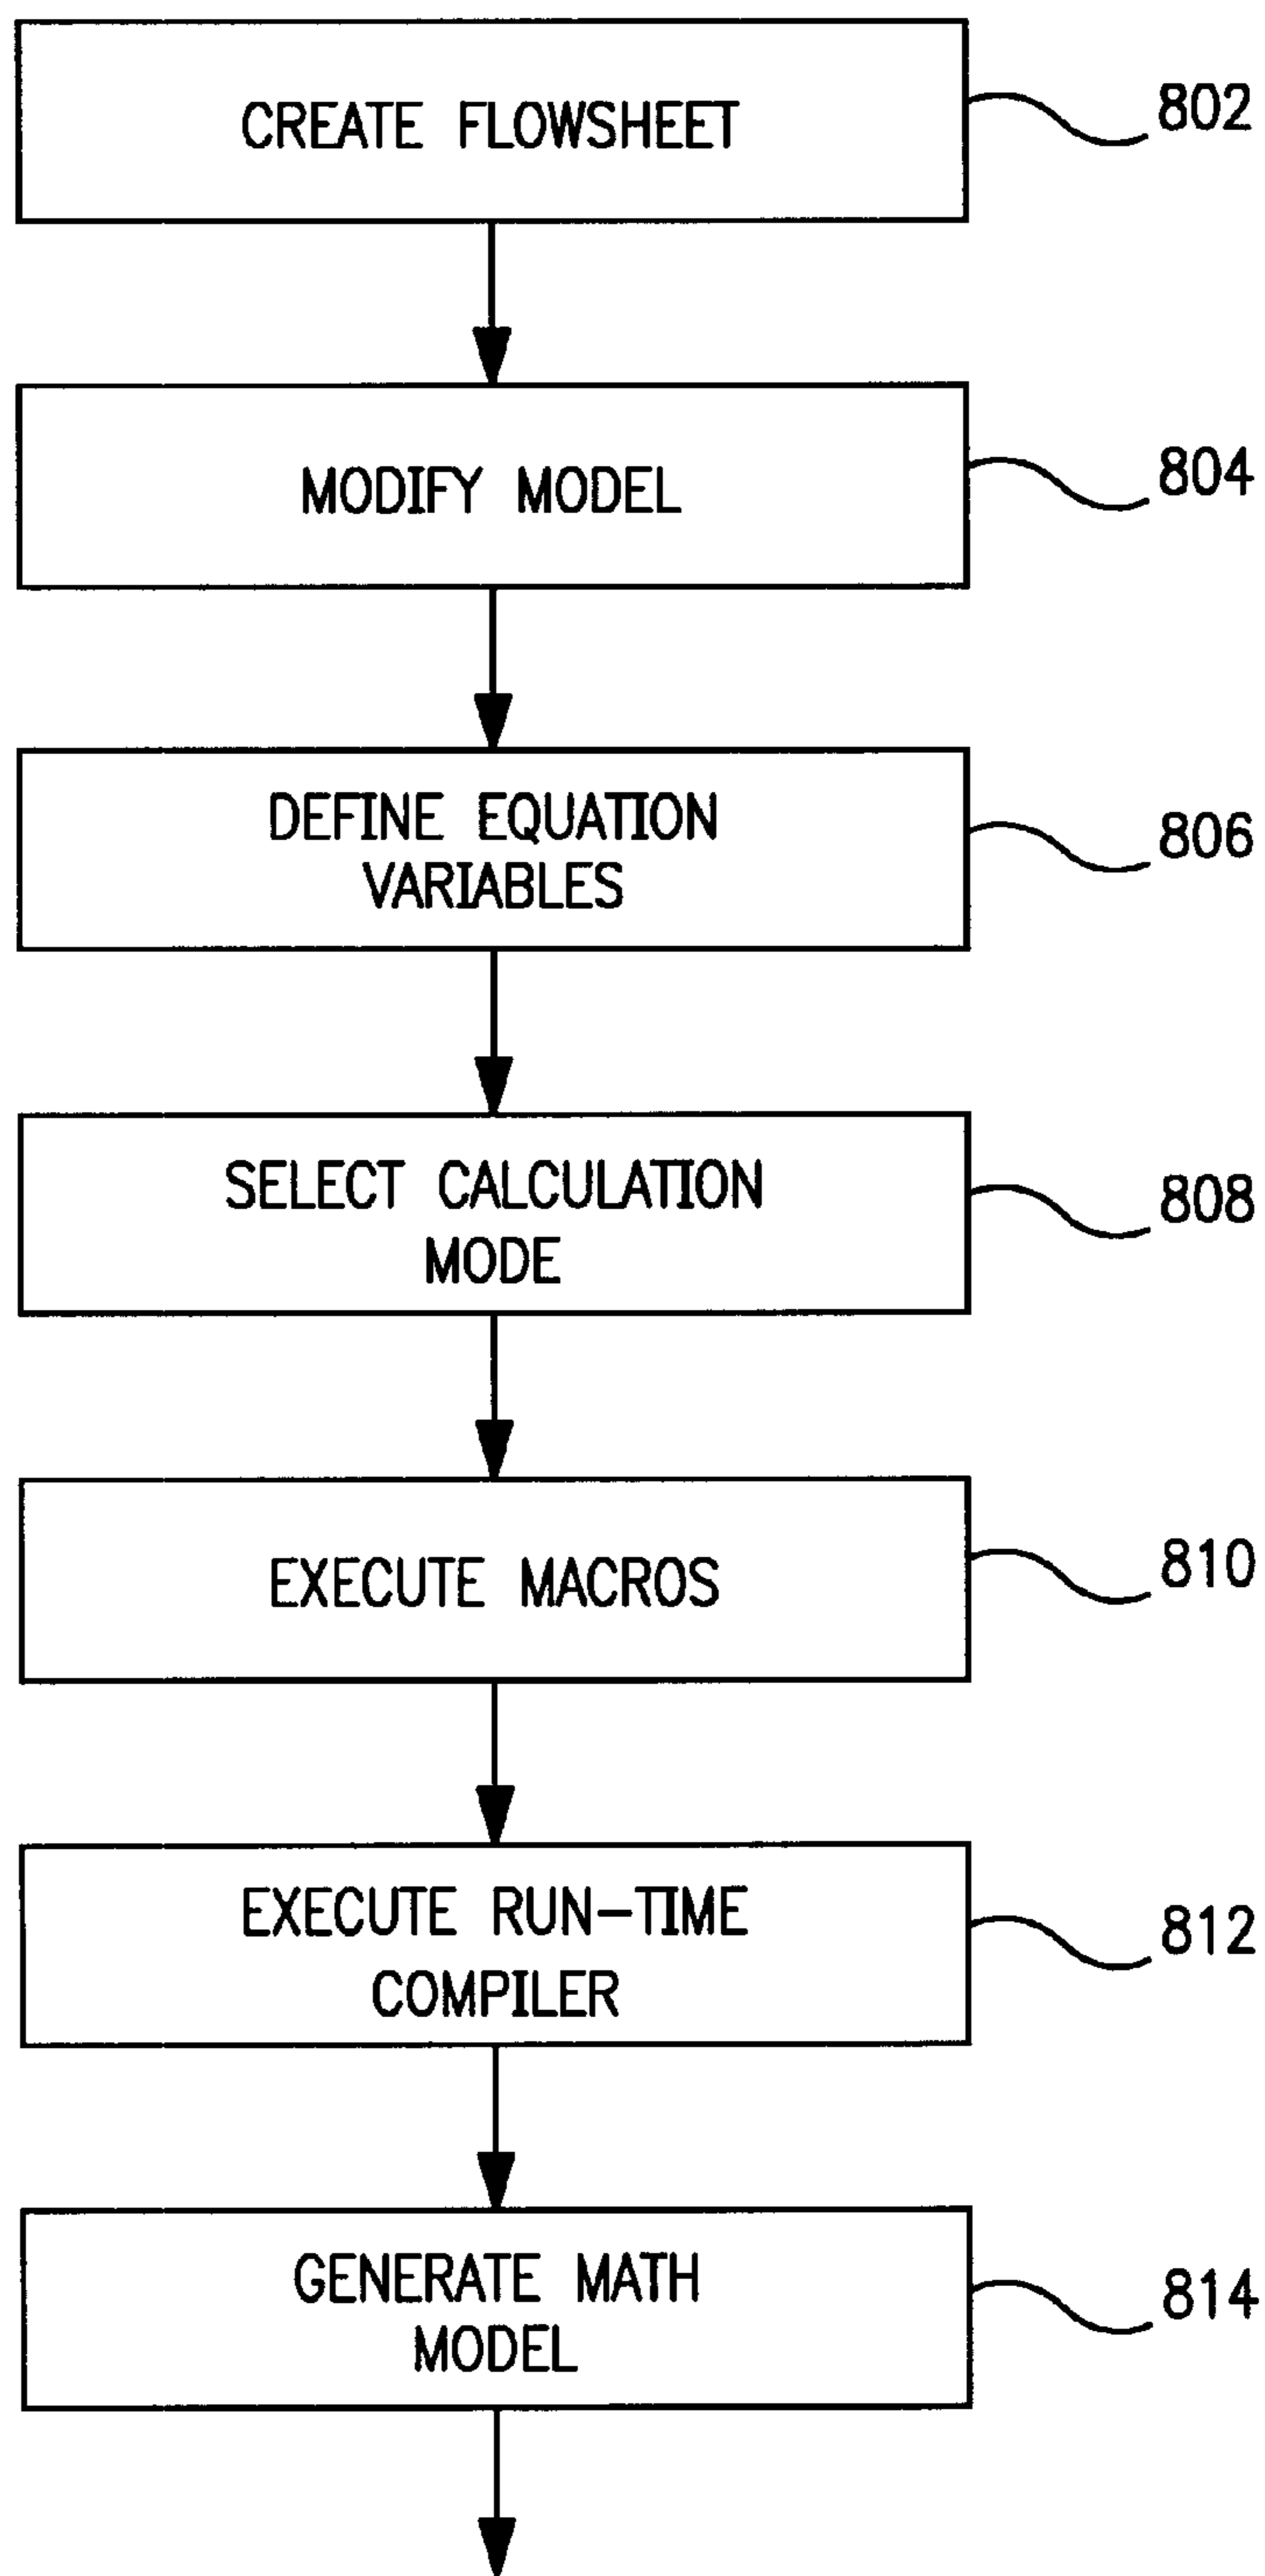 CREATE FLOWSHEET
802
MODIFY MODEL
804
DEFINE EQUATION
VARIABLES
806
SELECT CALCULATION
MODE
808
EXECUTE MACROS
810
EXECUTE RUN-TIME
COMPILER
812
GENERATE MATH
MODEL
814